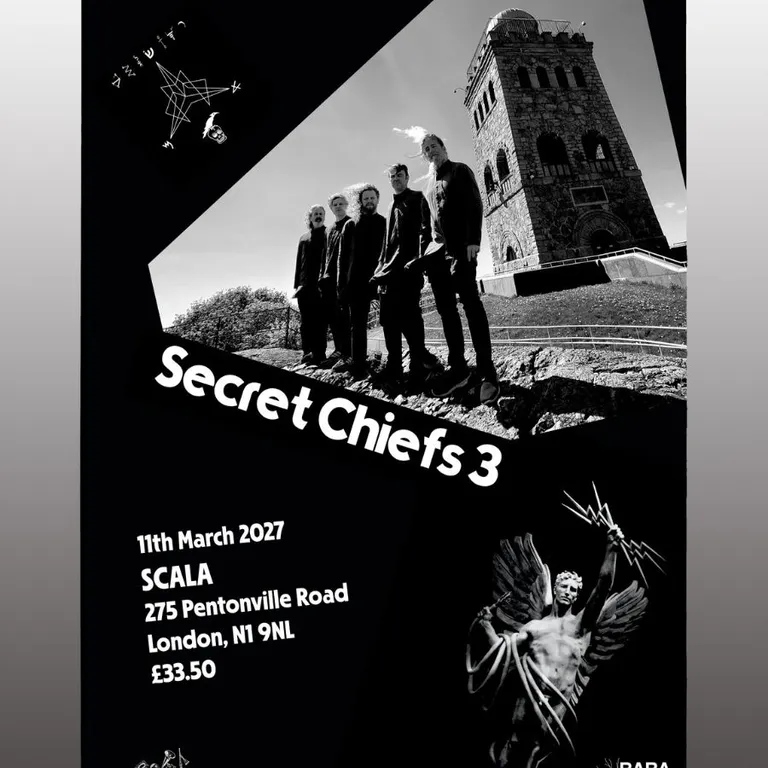 Secret Chiefs 3
11th March 2027
SCALA
275 Pentonville Road
London, N1 9NL
£33.50